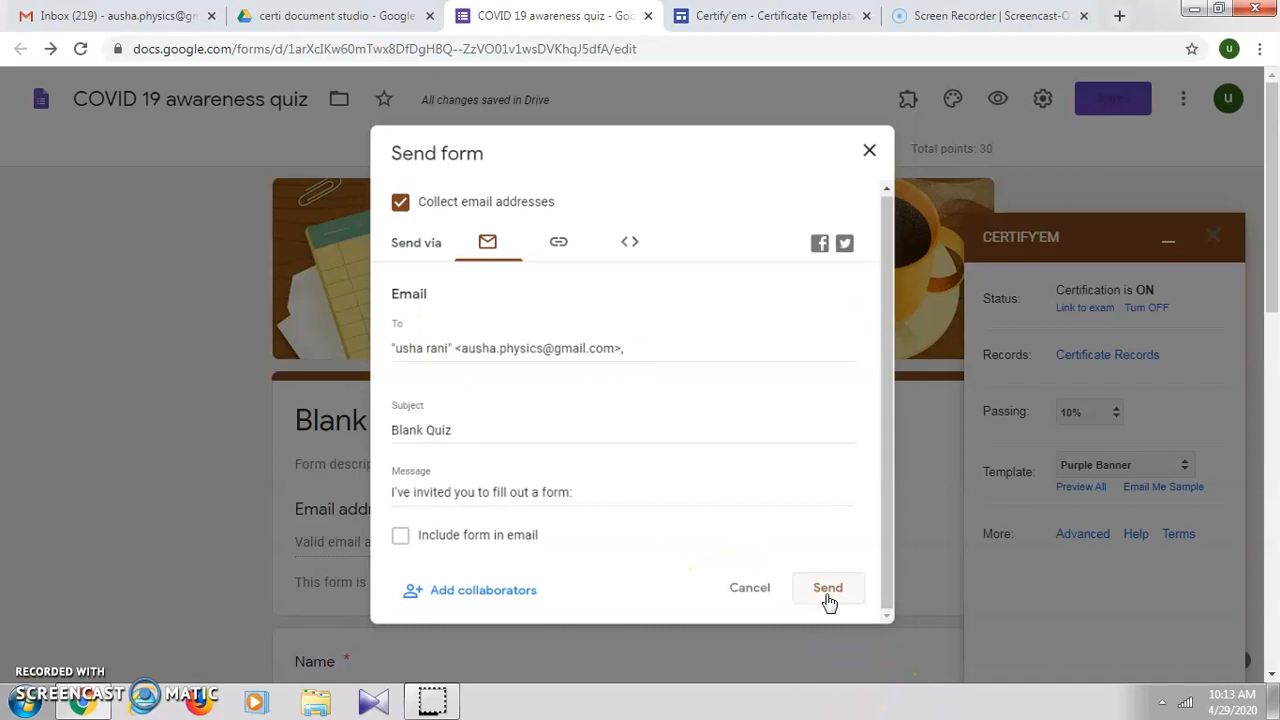 Inbox (219) - ausha.physics@gm
certi document studio - Google
COVID 19 awareness quiz - Goo
Certify'em - Certificate Templat
Screen Recorder | Screencast-O
docs.google.com/forms/d/1arXcIKw60mTwx8DfDgHBQ--ZzVO01v1wsDVKhqJ5dfA/edit
u
COVID 19 awareness quiz
All changes saved in Drive
u
Send form
Total points: 30
Collect email addresses
Send via
CERTIFY'EM
Email
Status:
Certification is ON
Link to exam Turn OFF
To
"usha rani" <ausha.physics@gmail.com>,
Records:
Certificate Records
Subject
Passing:
10%
Blank
Blank Quiz
Form descrip
Message
Template:
Purple Banner
Preview All Email Me Sample
I've invited you to fill out a form:
Email addr
Include form in email
More:
Advanced Help Terms
Valid email a
This form is
Add collaborators
Cancel
Send
Name *
RECORDED WITH
SCREENCAST MATIC
10:13 AM
4/29/2020